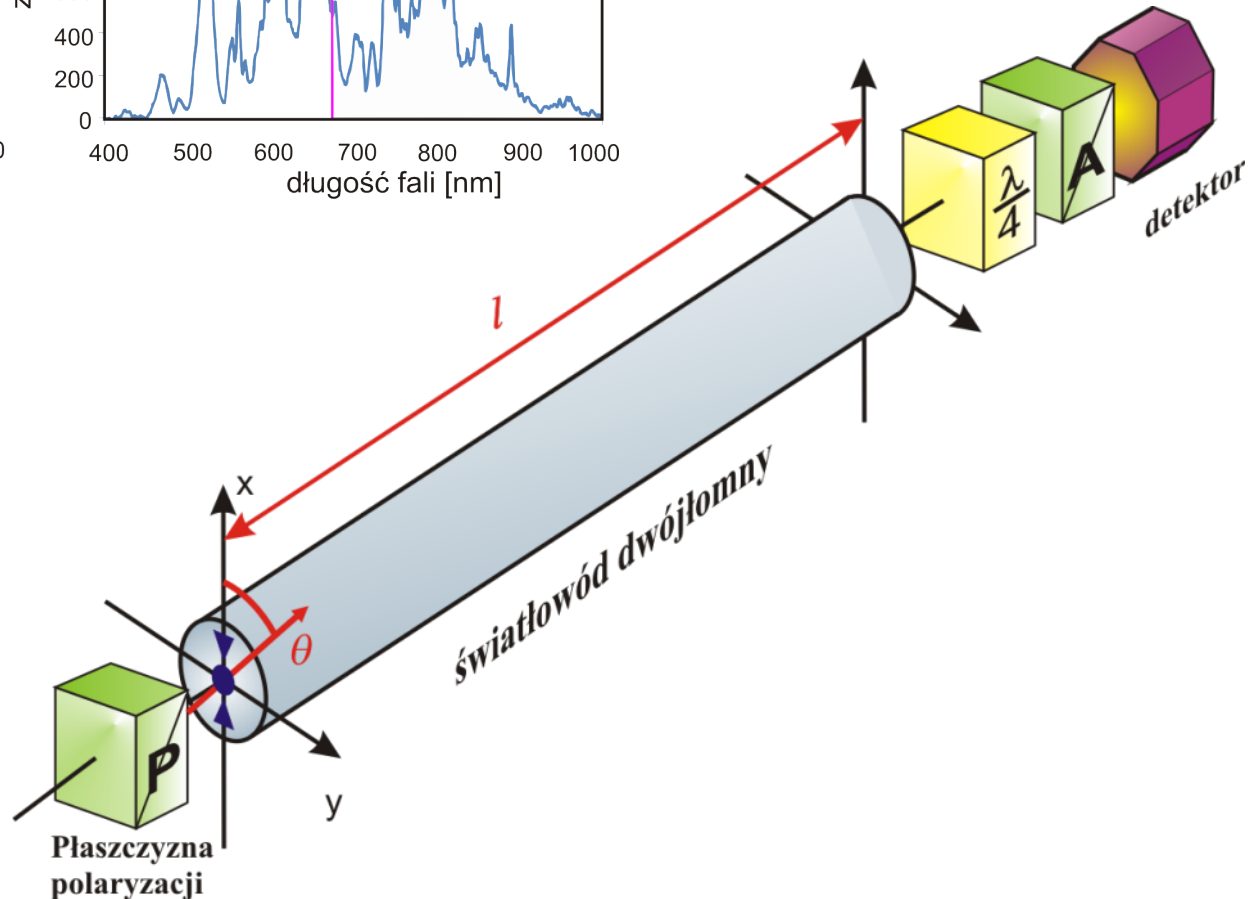 400
200
0
400 500 600 700 800 900 1000
długość fali [nm]
λ
4
A
detektor
l
x
θ
światłowód dwójłomny
P
y
Płaszczyzna
polaryzacji